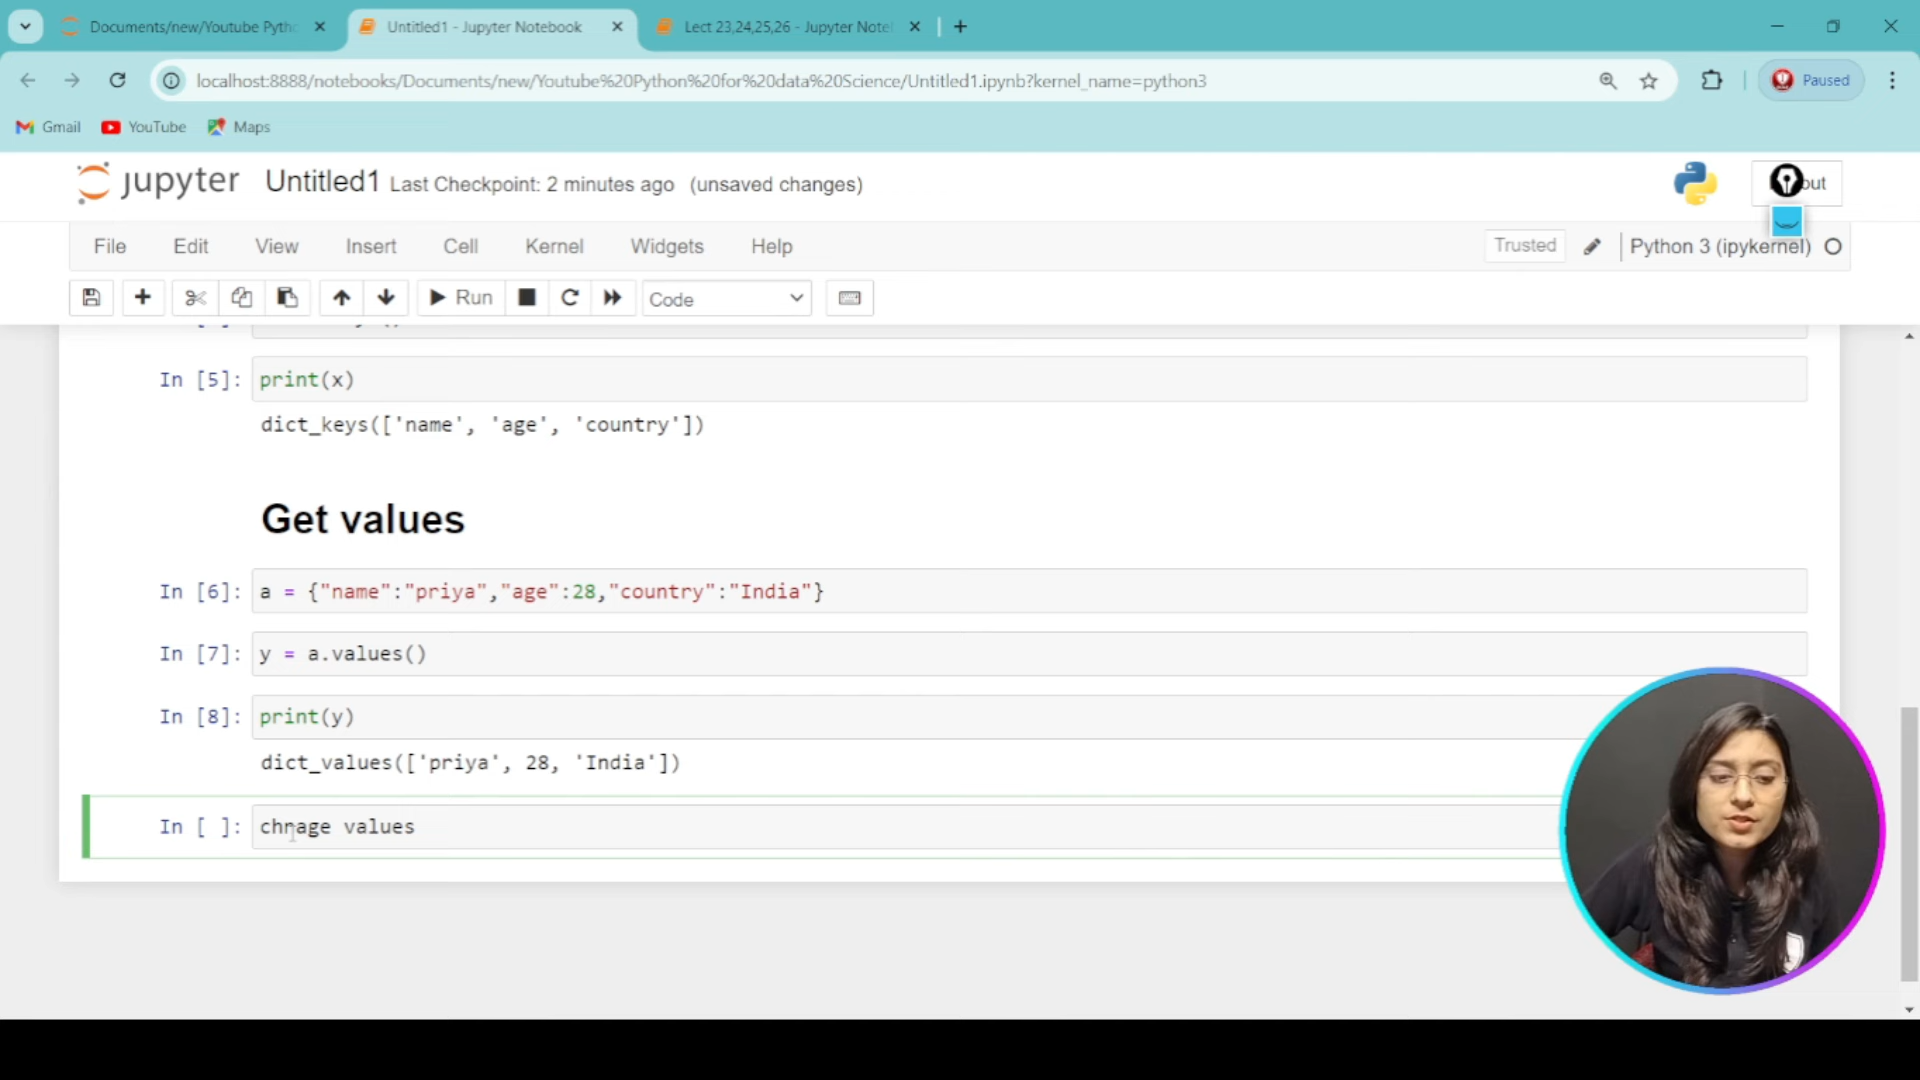 Documents/new/Youtube Pytho
Untitled1 - Jupyter Notebook
Lect 23,24,25,26 - Jupyter Note
localhost:8888/notebooks/Documents/new/Youtube%20Python%20for%20data%20Science/Untitled1.ipynb?kernel_name=python3
Paused
Gmail YouTube Maps
jupyter Untitled1 Last Checkpoint: 2 minutes ago (unsaved changes)
out
File Edit View Insert Cell Kernel Widgets Help
Trusted Python 3 (ipykernel)
Run Code
In [5]: print(x)
dict_keys(['name', 'age', 'country'])
Get values
In [6]: a = {"name":"priya","age":28,"country":"India"}
In [7]: y = a.values()
In [8]: print(y)
dict_values(['priya', 28, 'India'])
In [ ]: chnage values